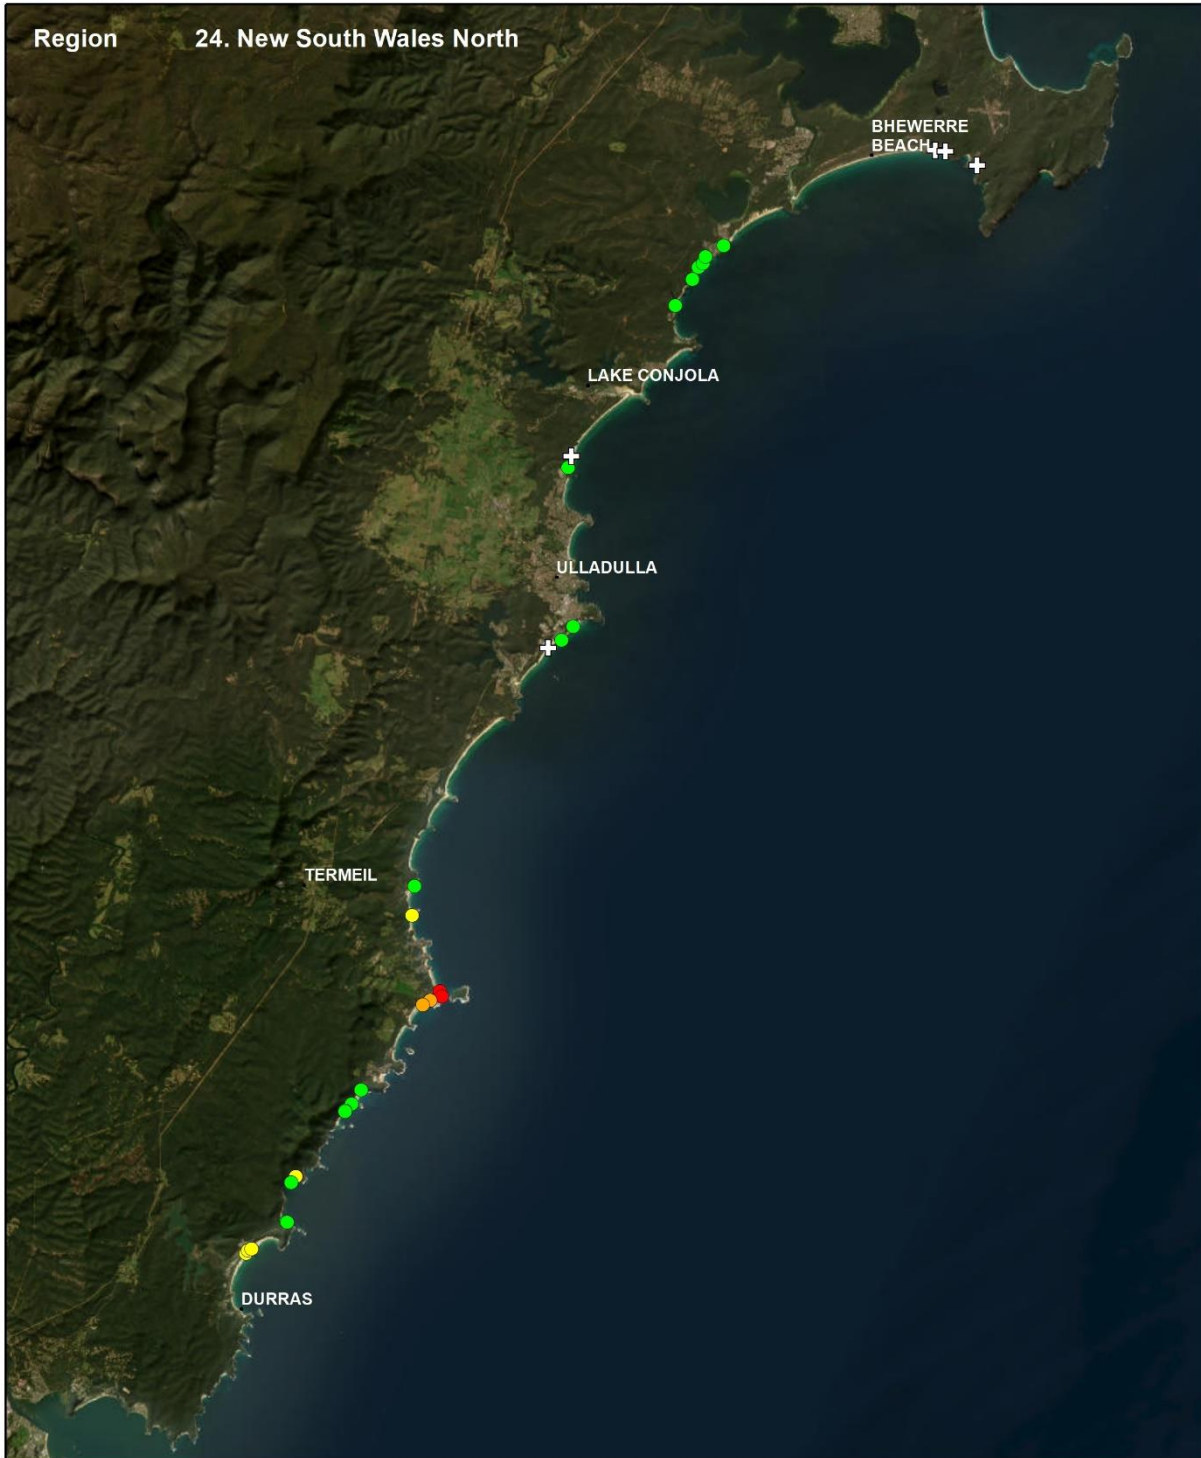 Region 24. New South Wales North
BHEWERRE
BEACH
LAKE CONJOLA
ULLADULLA
TERMEIL
DURRAS